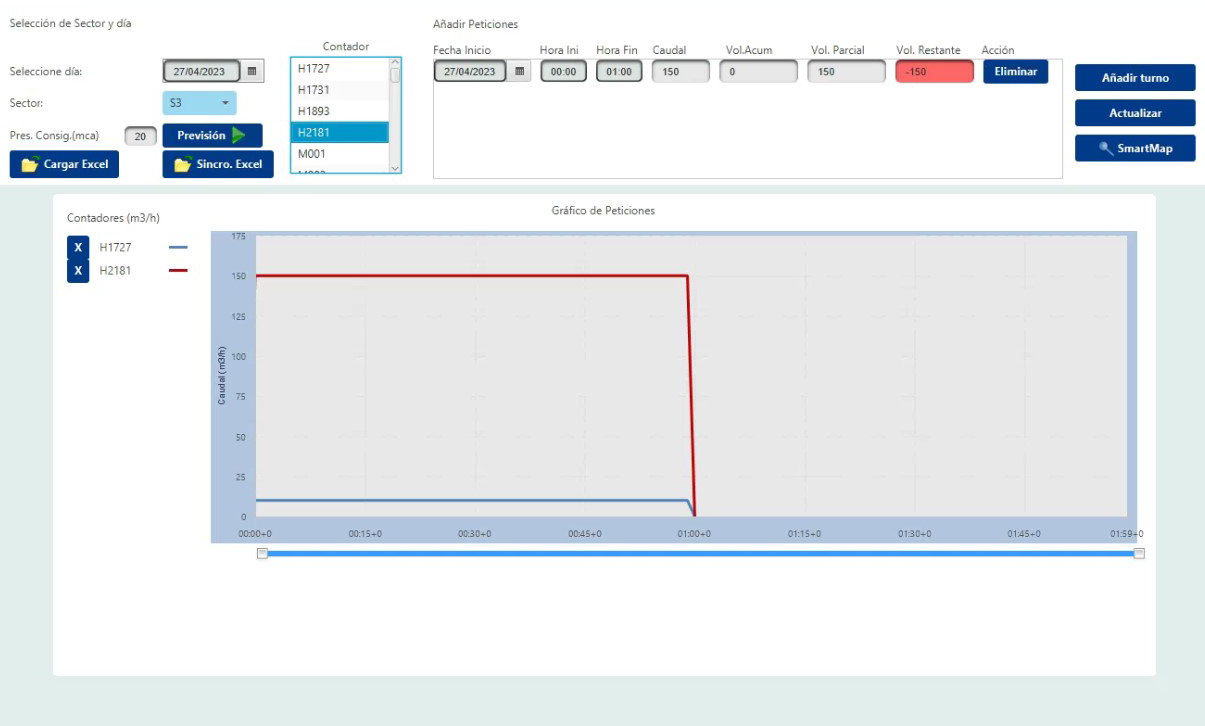 Selección de Sector y día
Añadir Peticiones
Contador
Seleccione día:
27/04/2023
Sector:
S3
Pres. Consig.(mca)
20
Previsión
Cargar Excel
Sincro. Excel
H1727
H1731
H1893
H2181
M001
Fecha Inicio Hora Ini Hora Fin Caudal Vol.Acum Vol. Parcial Vol. Restante Acción
27/04/2023 00:00 01:00 150 0 150 -150 Eliminar
Añadir turno
Actualizar
SmartMap
Contadores (m3/h)
X H1727
X H2181
Gráfico de Peticiones
Caudal (m3/h)
175
150
125
100
75
50
25
0
00:00+0 00:15+0 00:30+0 00:45+0 01:00+0 01:15+0 01:30+0 01:45+0 01:59+0